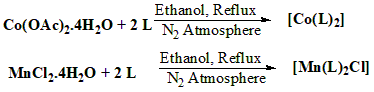 Ethanol, Reflux
Co(OAc)₂.4H₂O + 2 L [Co(L)₂]
N₂ Atmosphere
Ethanol, Reflux
MnCl₂.4H₂O + 2 L [Mn(L)₂Cl]
N₂ Atmosphere